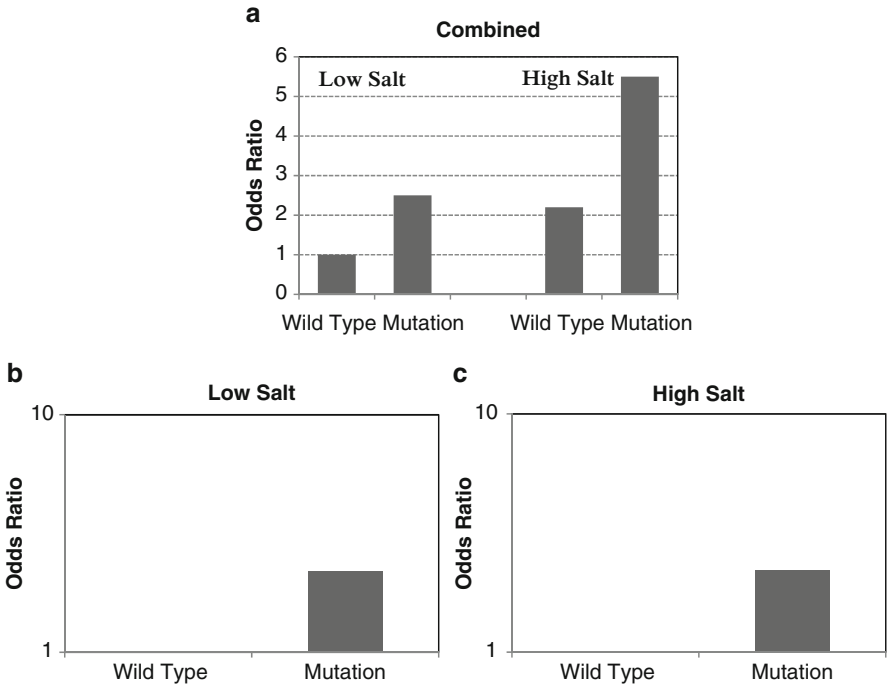 a
Combined
6
5
4
3
2
1
0
Odds Ratio
Low Salt
High Salt
Wild Type Mutation
Wild Type Mutation
b
Low Salt
10
1
Odds Ratio
Wild Type
Mutation
c
High Salt
10
1
Odds Ratio
Wild Type
Mutation